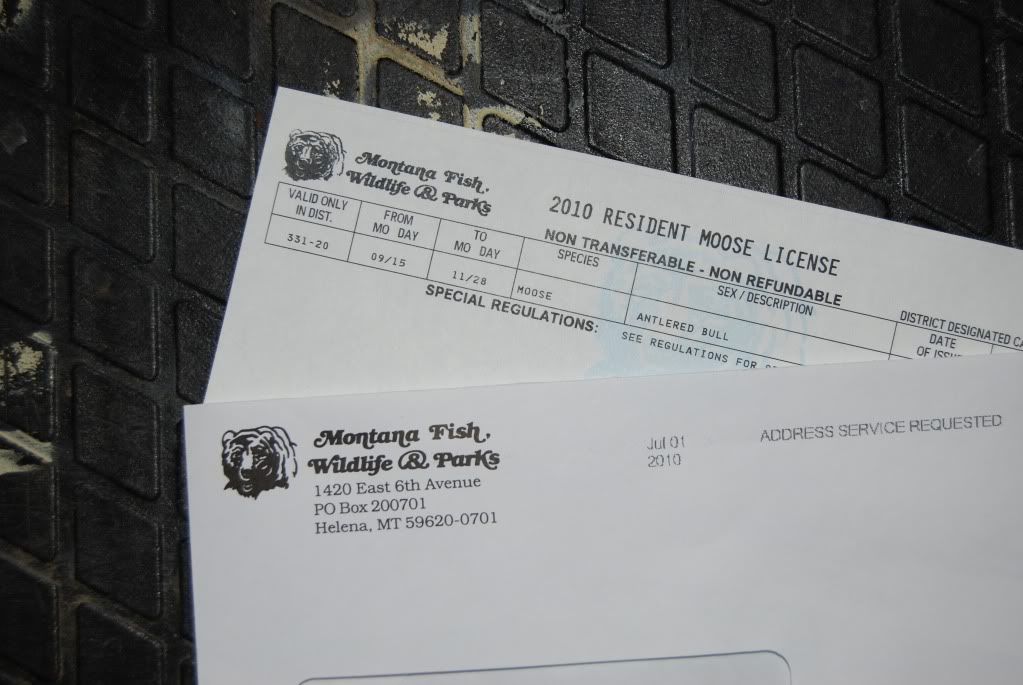 Montana Fish,
Wildlife & Parks
2010 RESIDENT MOOSE LICENSE
NON TRANSFERABLE - NON REFUNDABLE
VALID ONLY
IN DIST.
FROM
MO DAY
TO
MO DAY
SPECIES
SEX / DESCRIPTION
DISTRICT DESIGNATED
DATE
331-20
09/15
11/28
MOOSE
ANTLERED BULL
SPECIAL REGULATIONS:
SEE REGULATIONS FOR
Montana Fish,
Wildlife & Parks
1420 East 6th Avenue
PO Box 200701
Helena, MT 59620-0701
Jul 01
2010
ADDRESS SERVICE REQUESTED